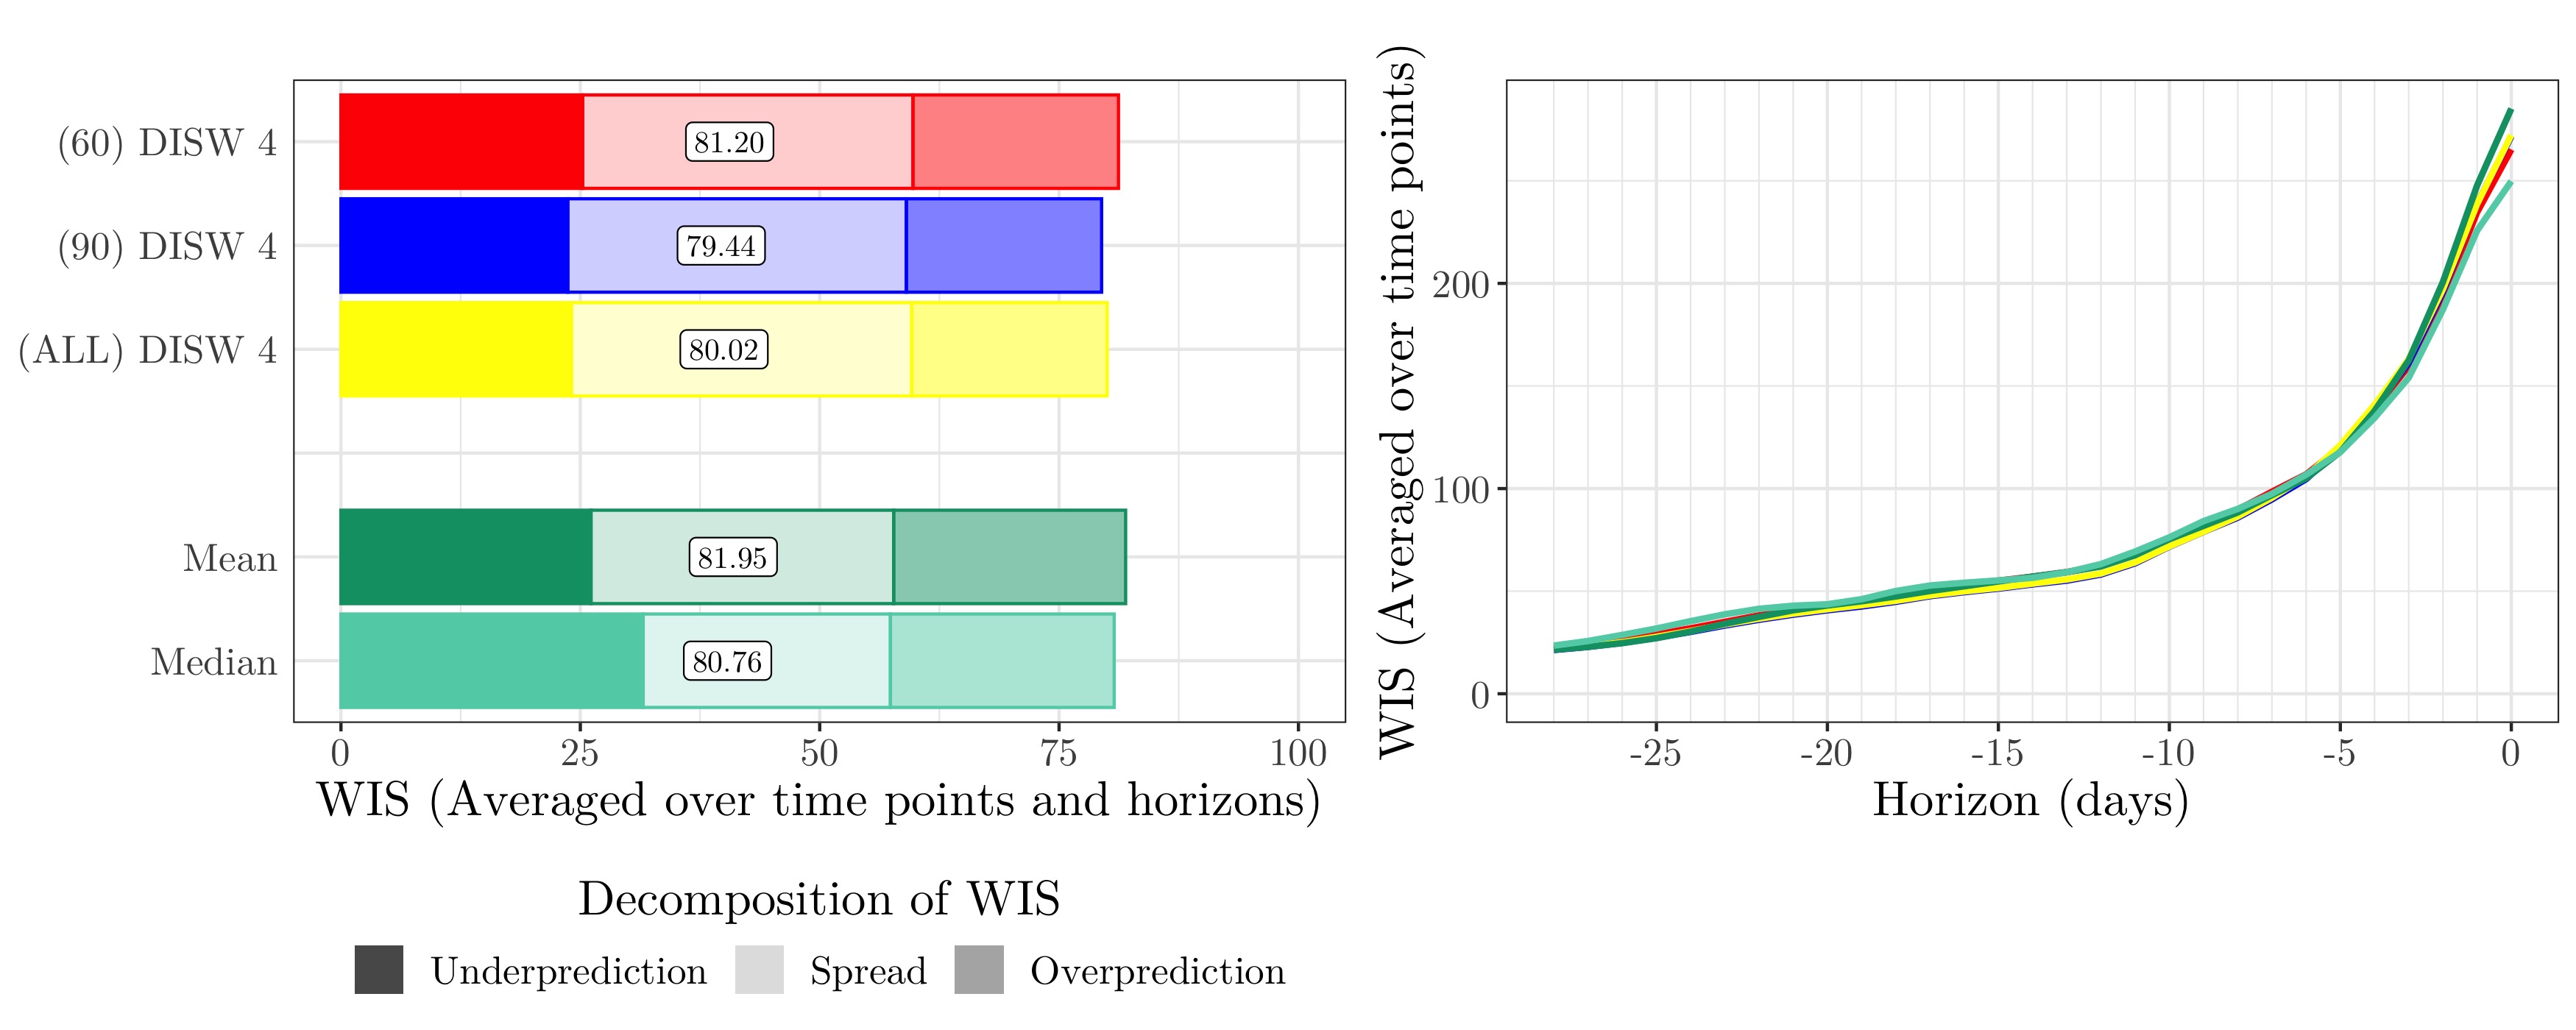 (60) DISW 4
81.20
(90) DISW 4
79.44
(ALL) DISW 4
80.02
Mean
81.95
Median
80.76
0 25 50 75 100
WIS (Averaged over time points and horizons)
Decomposition of WIS
Underprediction Spread Overprediction
WIS (Averaged over time points)
200
100
0
-25 -20 -15 -10 -5 0
Horizon (days)